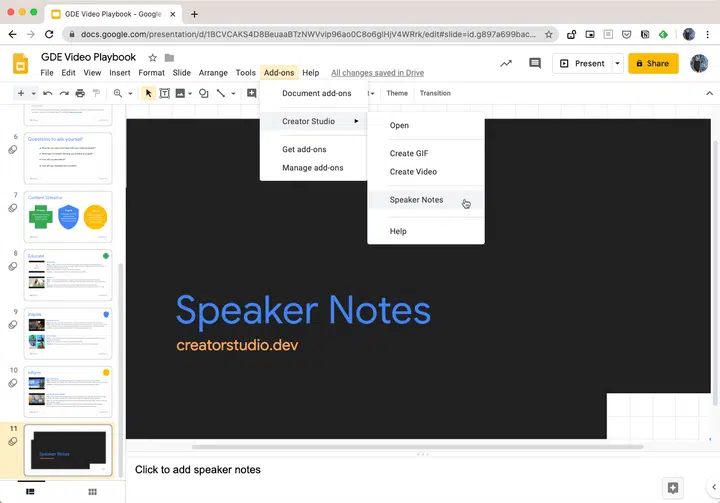 GDE Video Playbook - Google S
docs.google.com/presentation/d/18CVCAKS4D8BeuaaBTzNWVvip96ao0C8o6glHjV4WRrk/edit#slide=id.g897a699bac...
GDE Video Playbook
File Edit View Insert Format Slide Arrange Tools Add-ons Help All changes saved in Drive
Present
Share
Theme Transition
Document add-ons
Creator Studio
Get add-ons
Manage add-ons
Open
Create GIF
Create Video
Speaker Notes
Help
6
Questions to ask yourself
7
Content Streams
8
Educate
9
Inspire
10
Inform
11
Speaker Notes
Speaker Notes
creatorstudio.dev
Click to add speaker notes